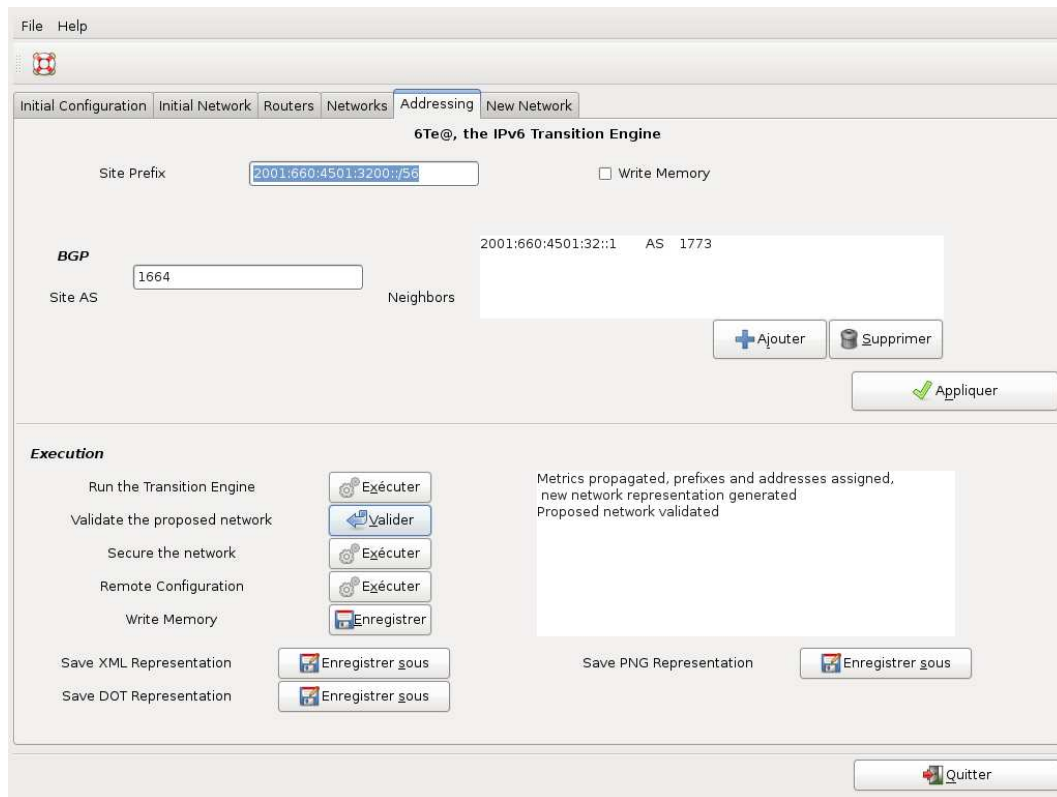 File Help
Initial Configuration Initial Network Routers Networks Addressing New Network
6Te@, the IPv6 Transition Engine
Site Prefix 2001:660:4501:3200::/56 Write Memory
2001:660:4501:32::1 AS 1773
BGP
1664
Site AS Neighbors
Ajouter Supprimer
Appliquer
Execution
Run the Transition Engine Exécuter
Metrics propagated, prefixes and addresses assigned,
new network representation generated
Validate the proposed network Valider
Proposed network validated
Secure the network Exécuter
Remote Configuration Exécuter
Write Memory Enregistrer
Save XML Representation Enregistrer sous Save PNG Representation Enregistrer sous
Save DOT Representation Enregistrer sous
Quitter